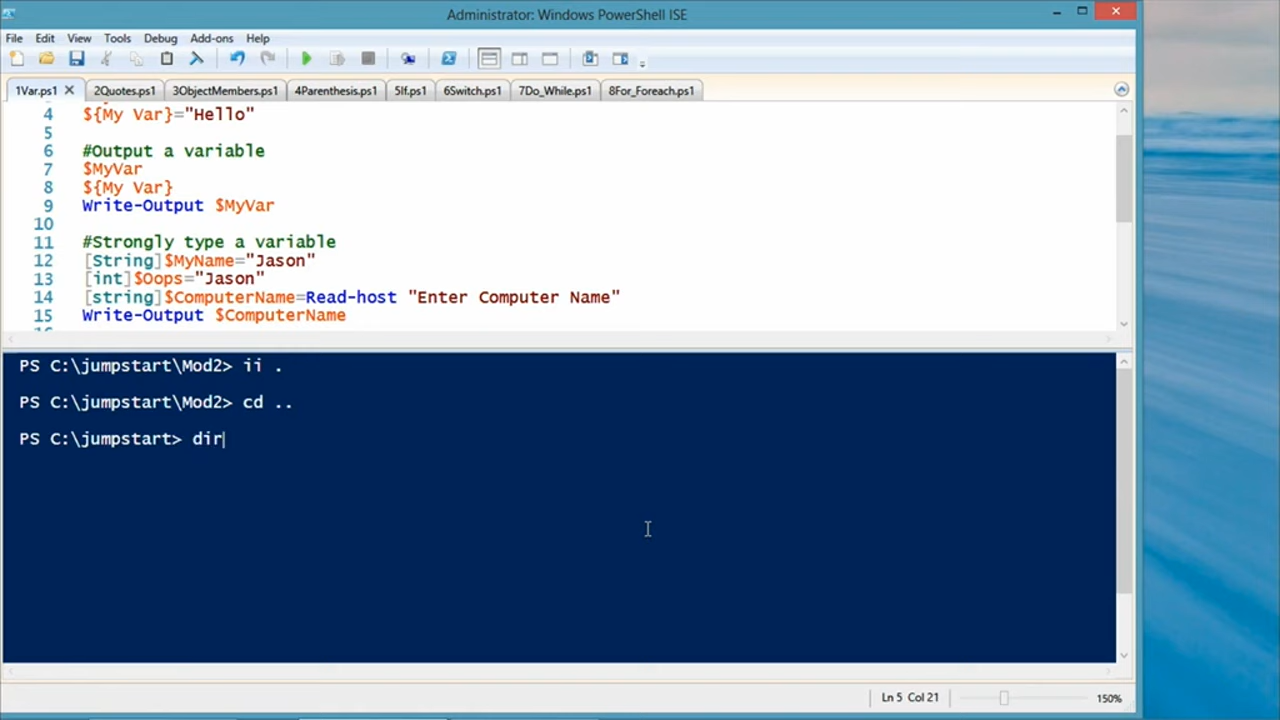 Administrator: Windows PowerShell ISE
File Edit View Tools Debug Add-ons Help
1Var.ps1 2Quotes.ps1 3ObjectMembers.ps1 4Parenthesis.ps1 5If.ps1 6Switch.ps1 7Do_While.ps1 8For_Foreach.ps1
4 ${My Var}="Hello"
5
6 #Output a variable
7 $MyVar
8 ${My Var}
9 Write-Output $MyVar
10
11 #Strongly type a variable
12 [String]$MyName="Jason"
13 [int]$Oops="Jason"
14 [string]$ComputerName=Read-host "Enter Computer Name"
15 Write-Output $ComputerName
PS C:\jumpstart\Mod2> ii .
PS C:\jumpstart\Mod2> cd ..
PS C:\jumpstart> dir
Ln 5 Col 21 150%